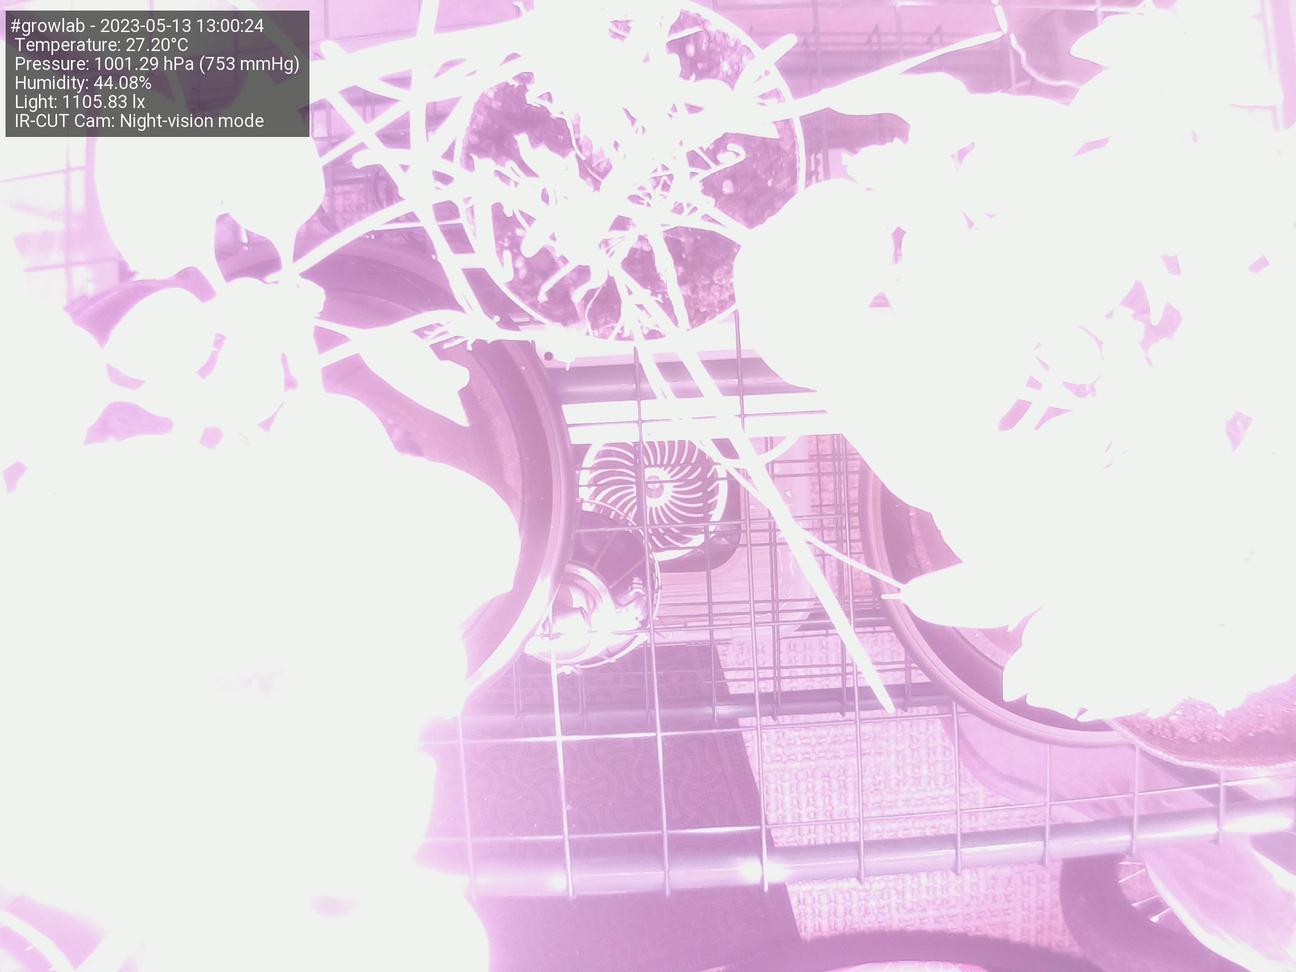 #growlab - 2023-05-13 13:00:24
Temperature: 27.20°C
Pressure: 1001.29 hPa (753 mmHg)
Humidity: 44.08%
Light: 1105.83 lx
IR-CUT Cam: Night-vision mode